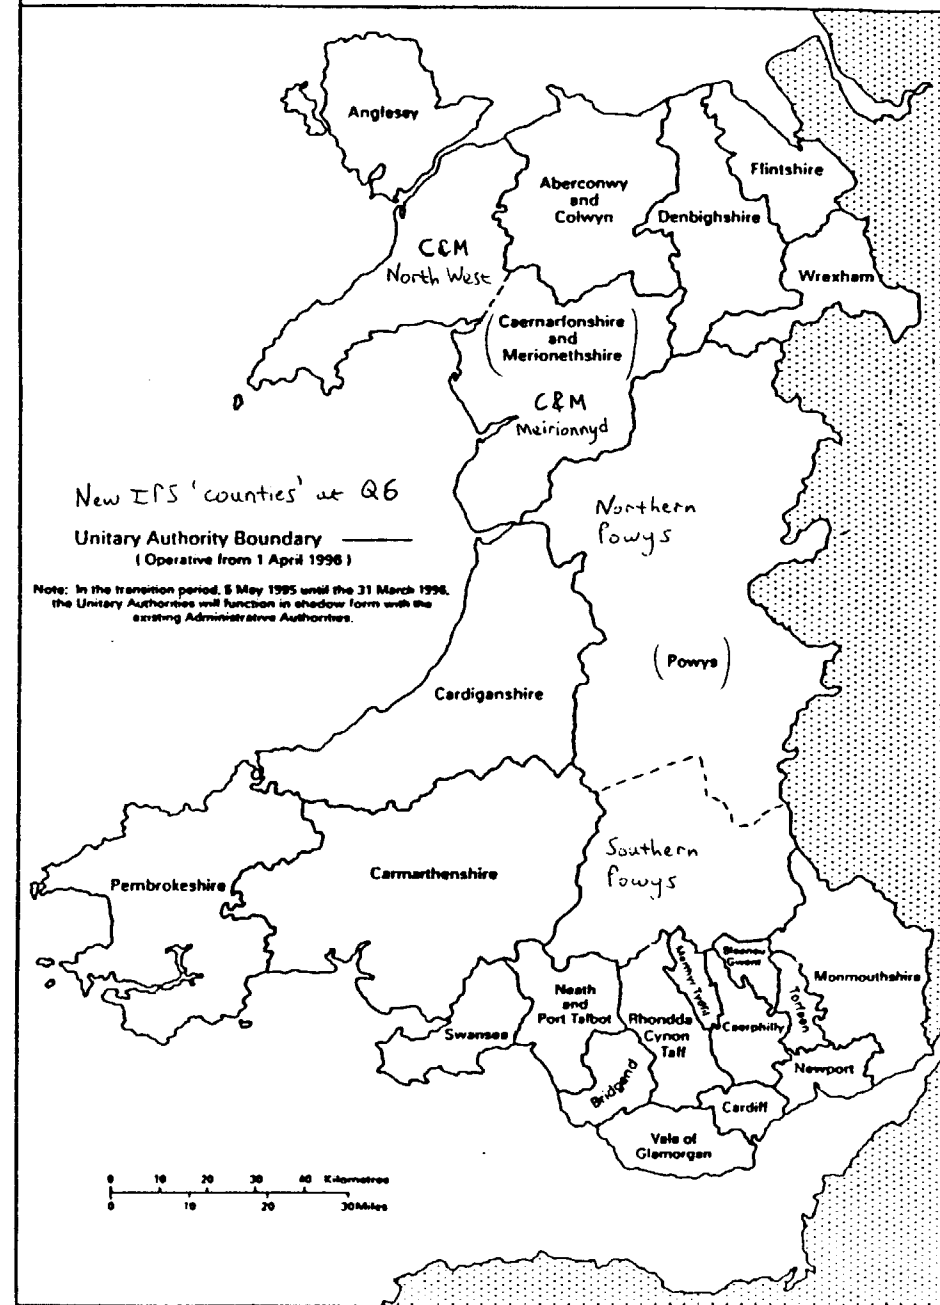 Anglesey
Flintshire
Aberconwy
and
Colwyn
Denbighshire
C&M
North West
Wrexham
(Caernarfonshire
and
Merionethshire)
C&M
Meirionnyd
New IPS 'counties' at Q6
Unitary Authority Boundary
( Operative from 1 April 1996 )
Note: In the transition period, 5 May 1995 until the 31 March 1996,
the Unitary Authorities will function in shadow form with the
existing Administrative Authorities.
Northern
Powys
(Powys)
Cardiganshire
Southern
Powys
Carmarthenshire
Pembrokeshire
Blaenau
Gwent
Merthyr Tydfil
Monmouthshire
Torfaen
Neath
and
Port Talbot
Rhondda
Cynon
Taff
Caerphilly
Swansea
Newport
Bridgend
Cardiff
Vale of
Glamorgan
0 10 20 30 40 Kilometres
0 10 20 30 Miles